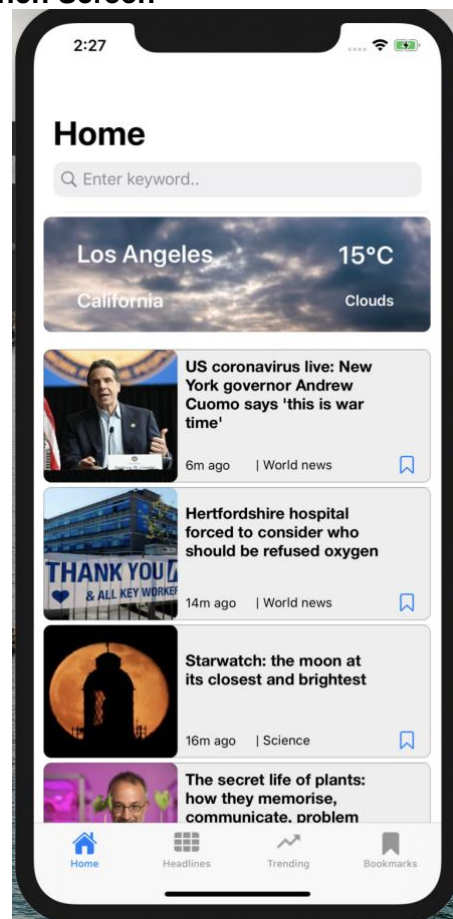 2:27
Home
Enter keyword..
Los Angeles
15°C
California
Clouds
US coronavirus live: New
York governor Andrew
Cuomo says 'this is war
time'
6m ago | World news
Hertfordshire hospital
forced to consider who
should be refused oxygen
THANK YOU
& ALL KEY WORKER
14m ago | World news
Starwatch: the moon at
its closest and brightest
16m ago | Science
The secret life of plants:
how they memorise,
communicate, problem
Home
Headlines
Trending
Bookmarks